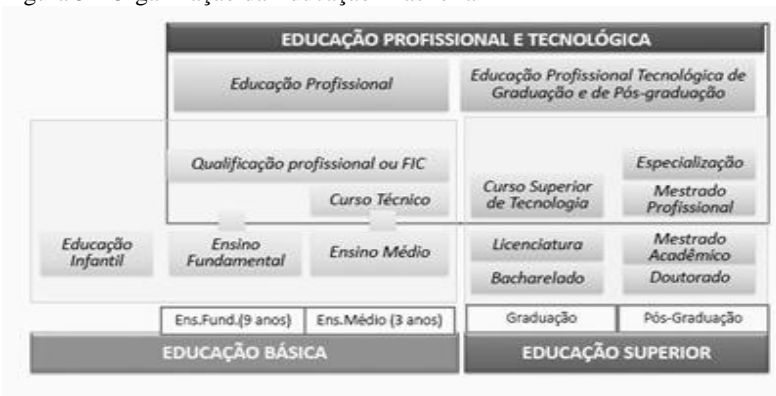 EDUCAÇÃO PROFISSIONAL E TECNOLÓGICA
Educação Profissional
Educação Profissional Tecnológica de
Graduação e de Pós-graduação
Qualificação profissional ou FIC
Curso Técnico
Curso Superior
de Tecnologia
Especialização
Mestrado
Profissional
Educação
Infantil
Ensino
Fundamental
Ensino Médio
Licenciatura
Mestrado
Acadêmico
Bacharelado
Doutorado
Ens.Fund.(9 anos)
Ens.Médio (3 anos)
Graduação
Pós-Graduação
EDUCAÇÃO BÁSICA
EDUCAÇÃO SUPERIOR